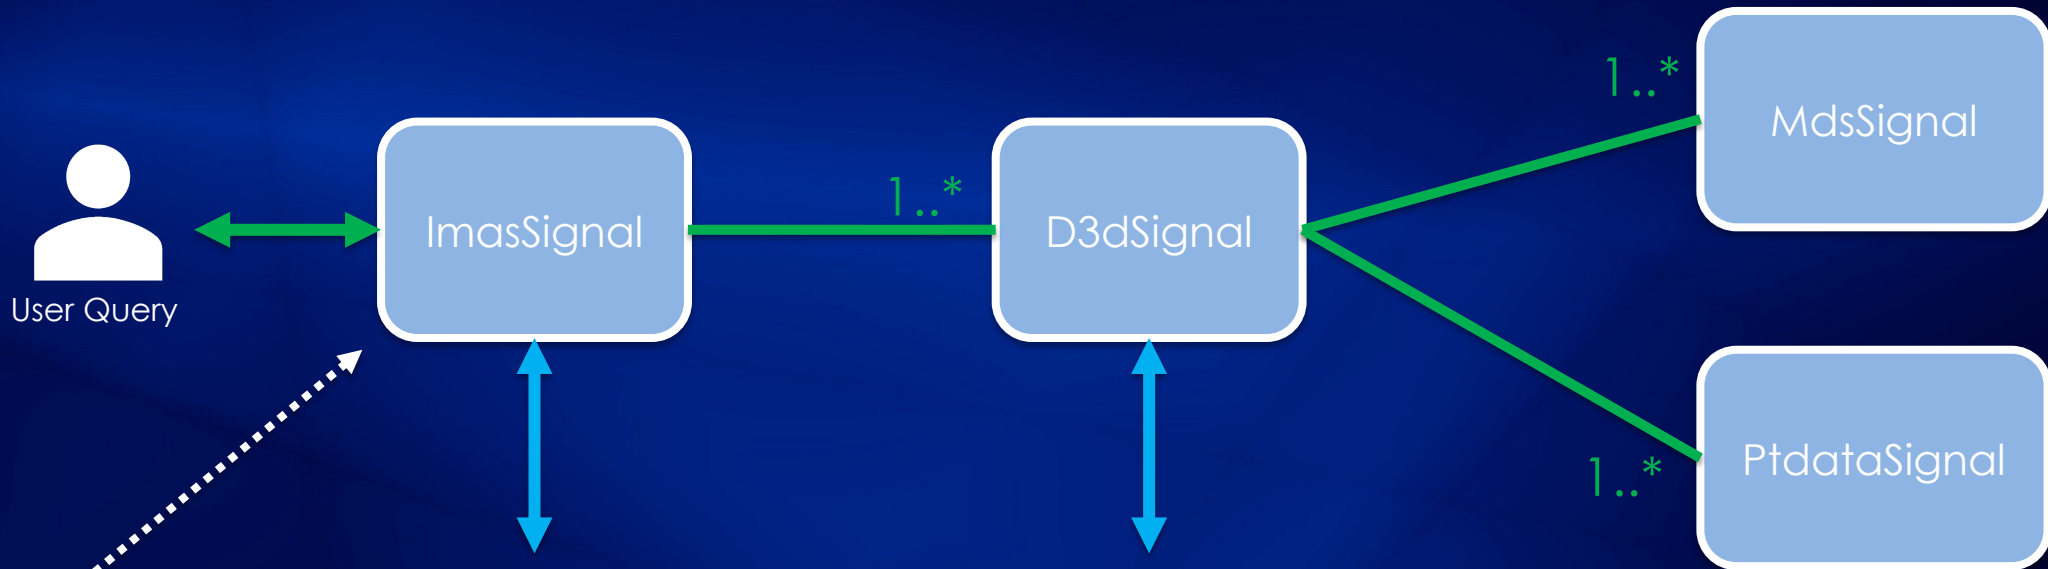 User Query
ImasSignal
1..*
D3dSignal
1..*
MdsSignal
1..*
PtdataSignal